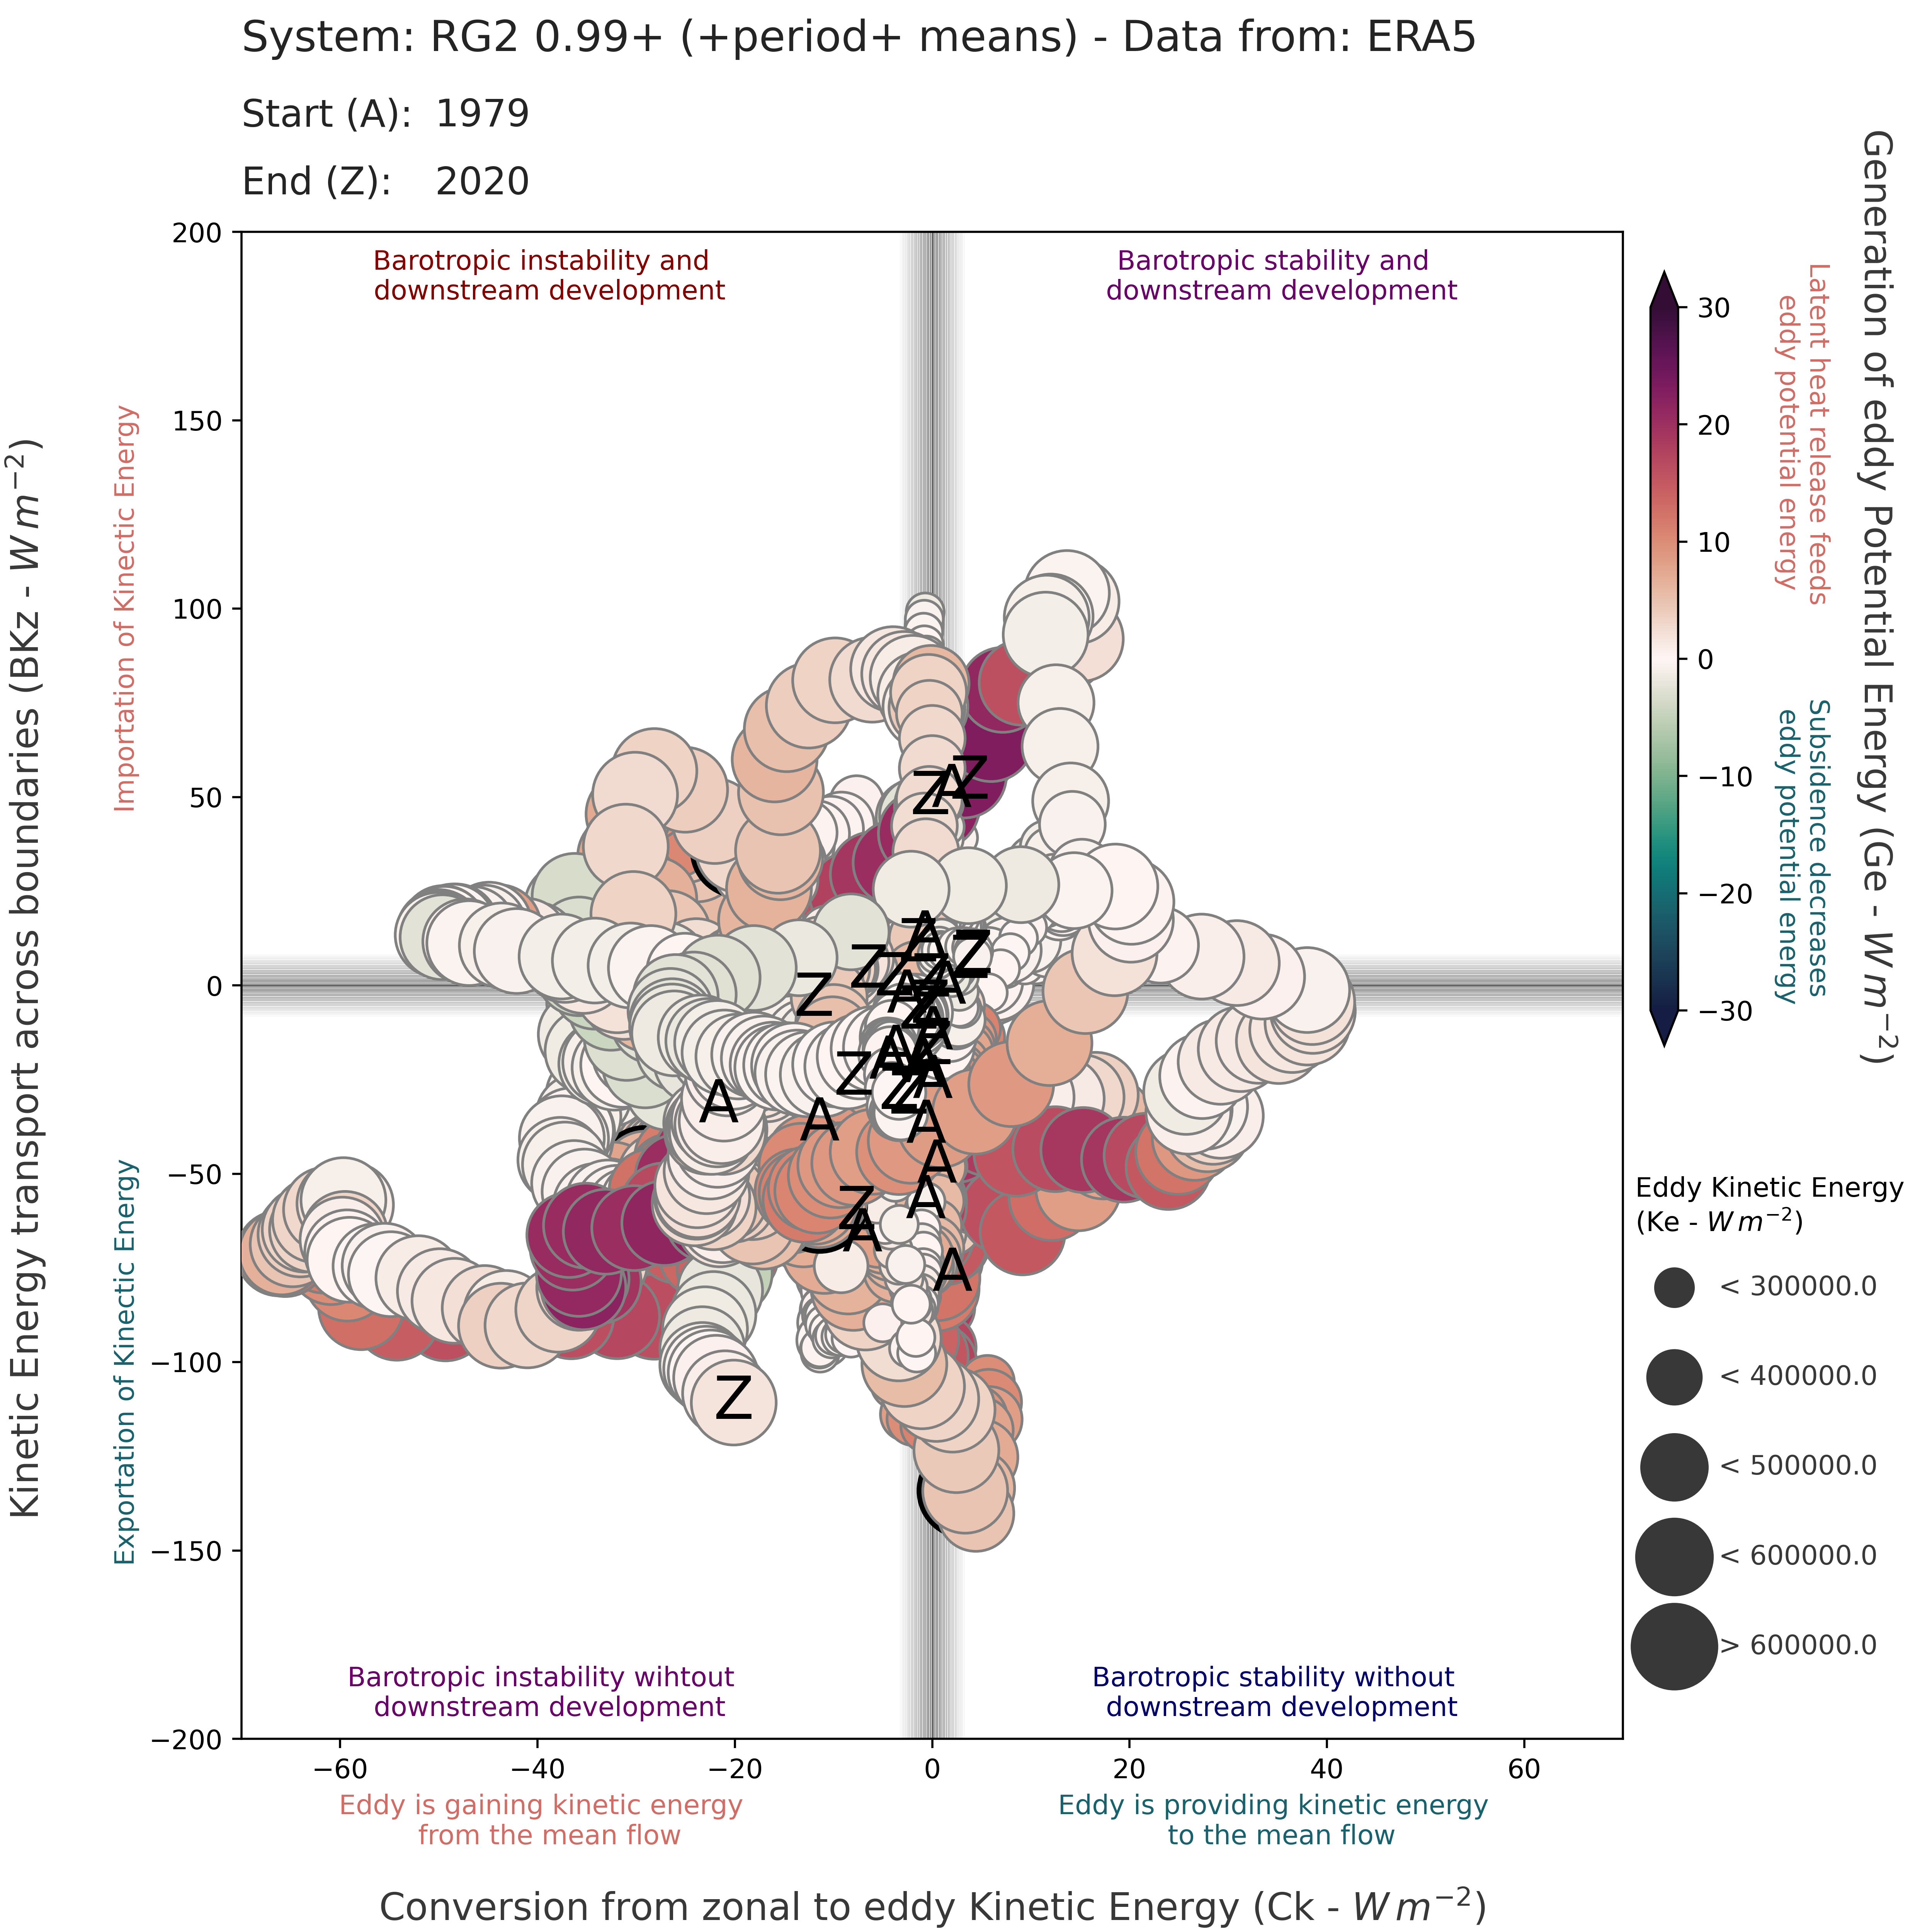 System: RG2 0.99+ (+period+ means) - Data from: ERA5
Start (A): 1979
End (Z): 2020
Barotropic instability and
downstream development
Barotropic stability and
downstream development
Barotropic instability wihtout
downstream development
Barotropic stability without
downstream development
Kinetic Energy transport across boundaries (BKz - W m−2)
Importation of Kinectic Energy
Exportation of Kinectic Energy
200
150
100
50
0
−50
−100
−150
−200
−60 −40 −20 0 20 40 60
Eddy is gaining kinetic energy
from the mean flow
Eddy is providing kinetic energy
to the mean flow
Conversion from zonal to eddy Kinetic Energy (Ck - W m−2)
30
20
10
0
−10
−20
−30
Latent heat release feeds
eddy potential energy
Subsidence decreases
eddy potential energy
Generation of eddy Potential Energy (Ge - W m−2)
Eddy Kinetic Energy
(Ke - W m−2)
< 300000.0
< 400000.0
< 500000.0
< 600000.0
> 600000.0
Z A Z
Z
Z
A
A
Z
A
A
A
A
Z
A
A
Z